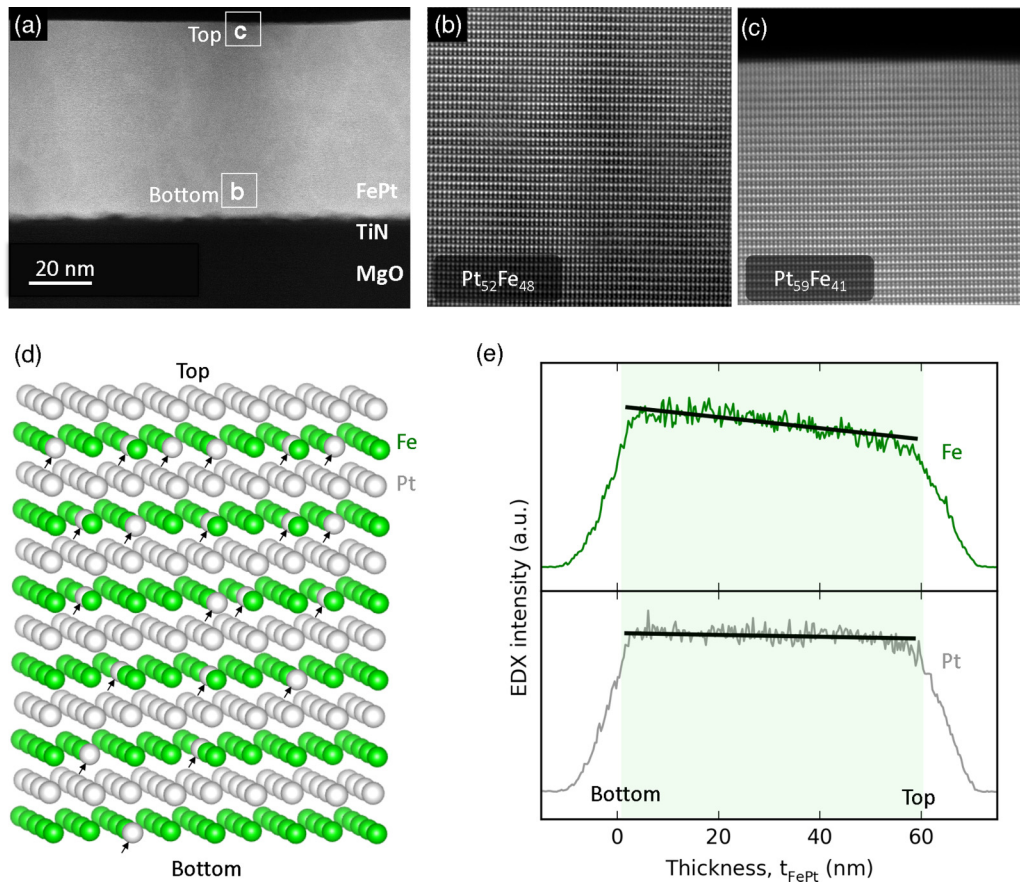 (a)
Top
c
Bottom
b
FePt
TiN
MgO
20 nm
(b)
Pt52Fe48
(c)
Pt59Fe41
(d)
Top
Fe
Pt
Bottom
(e)
EDX intensity (a.u.)
Fe
Pt
Bottom
Top
0 20 40 60
Thickness, tFePt (nm)